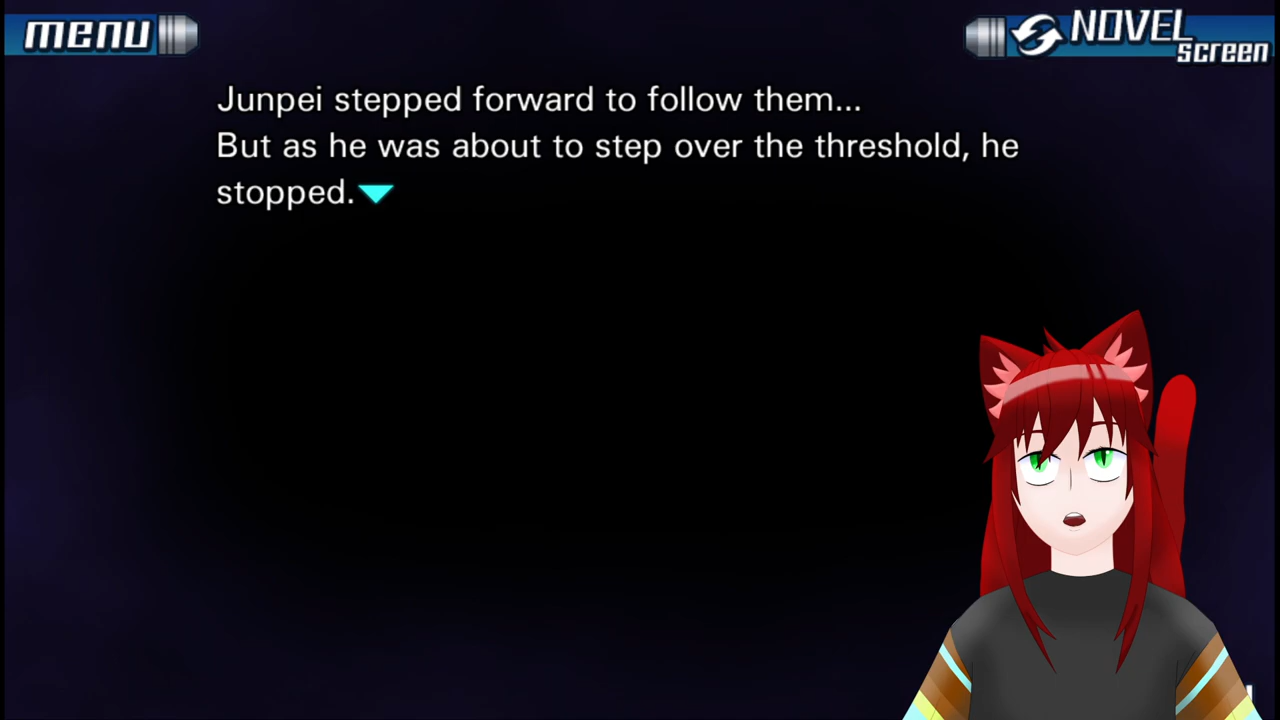 menu
NOVEL
screen
Junpei stepped forward to follow them...
But as he was about to step over the threshold, he
stopped.